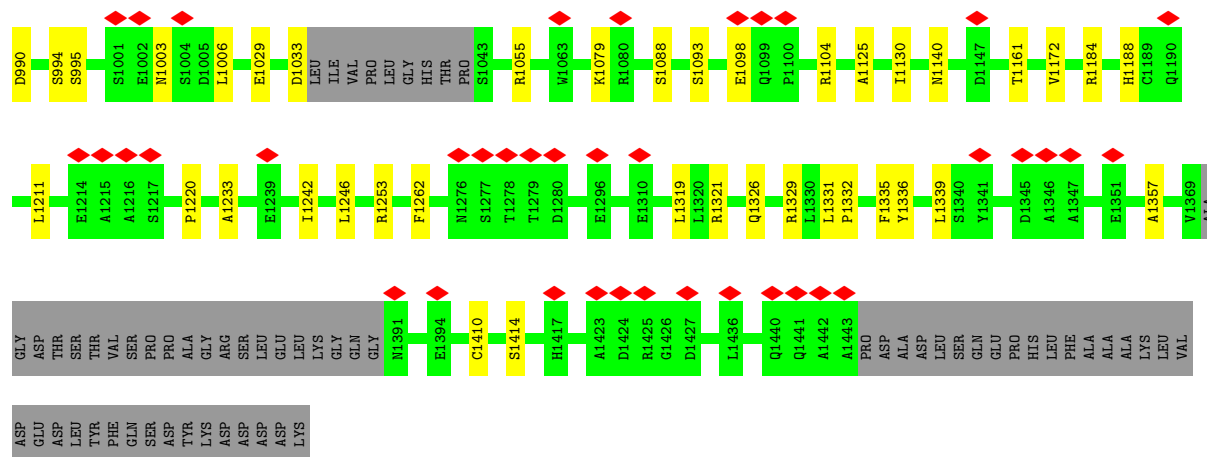 D990 S994 S995 S1001 E1002 N1003 S1004 D1005 L1006 E1029 D1033 LEU ILE VAL PRO LEU GLY HIS THR PRO S1043 R1055 W1063 K1079 R1080 S1088 S1093 E1098 Q1099 P1100 R1104 A1125 I1130 N1140 D1147 T1161 V1172 R1184 H1188 C1189 Q1190
L1211 E1214 A1215 A1216 S1217 P1220 A1233 E1239 I1242 L1246 R1253 F1262 N1276 S1277 T1278 T1279 D1280 E1296 E1310 L1319 L1320 R1321 Q1326 R1329 L1330 L1331 P1332 F1335 Y1336 L1339 S1340 Y1341 D1345 A1346 A1347 E1351 A1357 V1369 ALA
GLY ASP THR SER THR VAL SER PRO PRO ALA GLY ARG SER LEU GLU LEU LYS GLY GLN GLY N1391 E1394 C1410 S1414 H1417 A1423 D1424 R1425 G1426 D1427 L1436 Q1440 Q1441 A1442 A1443 PRO ASP ALA ASP LEU SER GLN GLU PRO HIS LEU PHE ALA ALA ALA LYS LEU VAL
ASP GLU ASP LEU TYR PHE GLN SER ASP TYR LYS ASP ASP ASP ASP LYS